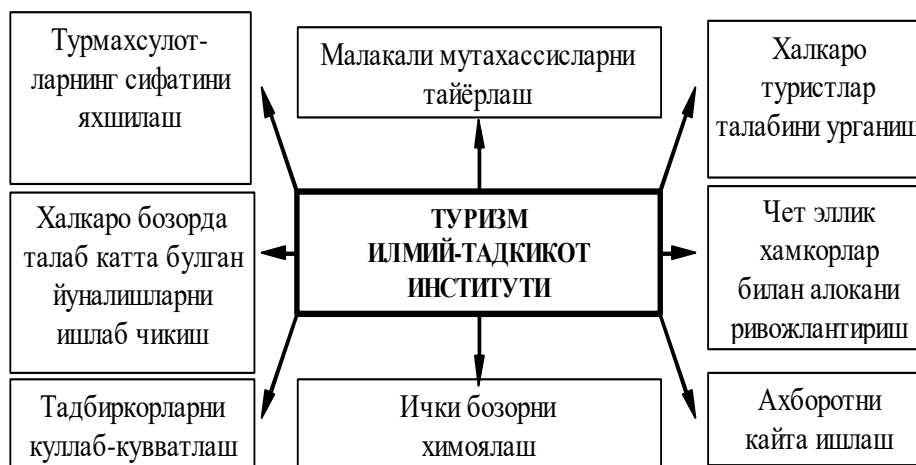 Турмахсулот-
ларнинг сифатини
яхшилаш
Малакали мутахассисларни
тайёрлаш
Халкаро
туристлар
талабини урганиш
Халкаро бозорда
талаб катта булган
йуналишларни
ишлаб чикиш
ТУРИЗМ
ИЛМИЙ-ТАДКИКОТ
ИНСТИТУТИ
Чет эллик
хамкорлар
билан алокани
ривожлантириш
Тадбиркорларни
куллаб-кувватлаш
Ички бозорни
химоялаш
Ахборотни
кайта ишлаш